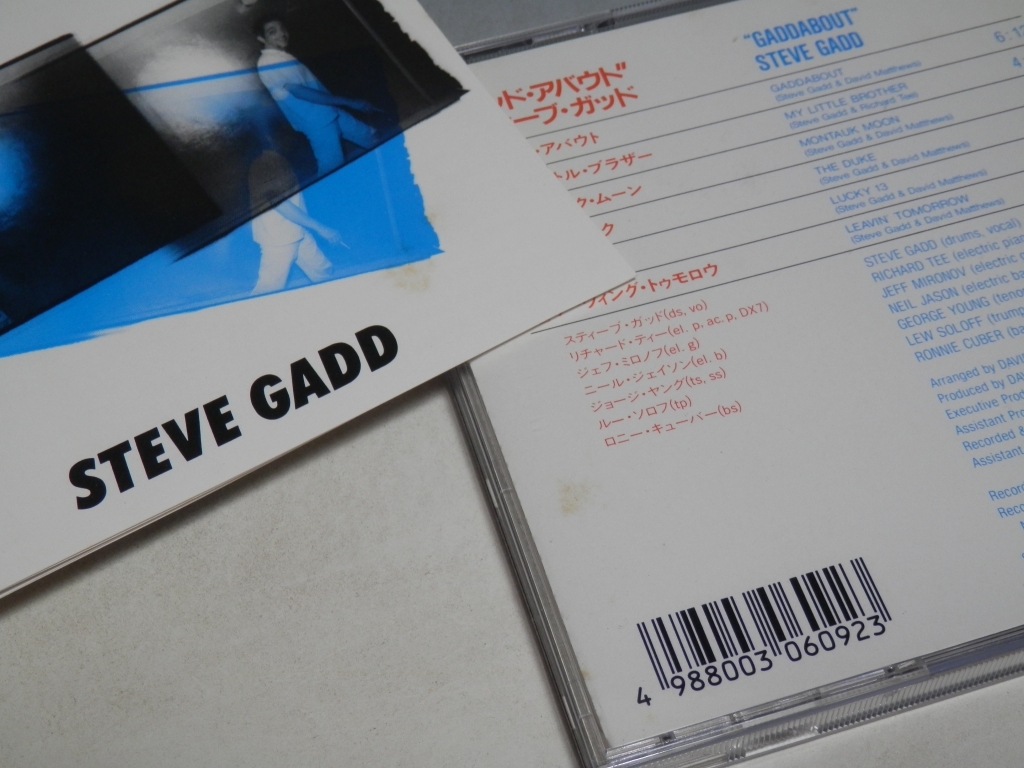 STEVE GADD
"GADDABOUT"
STEVE GADD
ド・アバウド"
ーブ・ガッド
GADDABOUT
(Steve Gadd & David Matthews)
6:
・アバウト
MY LITTLE BROTHER
(Steve Gadd & Richard Tee)
4
トル・ブラザー
MONTAUK MOON
(Steve Gadd & David Matthews)
ク・ムーン
THE DUKE
(Steve Gadd & David Matthews)
ク
LUCKY 13
(Steve Gadd & David Matthews)
LEAVIN' TOMORROW
(Steve Gadd & David Matthews)
ヴィング・トゥモロウ
スティーブ・ガッド(ds, vo)
リチャード・ティー(el. p, ac. p, DX7)
ジェフ・ミロノフ(el. g)
ニール・ジェイソン(el. b)
ジョージ・ヤング(ts, ss)
ルー・ソロフ(tp)
ロニー・キューバー(bs)
STEVE GADD (drums, vocal)
RICHARD TEE (electric pian
JEFF MIRONOV (electric
NEIL JASON (electric ba
GEORGE YOUNG (teno
LEW SOLOFF (trump
RONNIE CUBER (ba
Arranged by DAVI
Produced by DA
Executive Prod
Assistant Pro
Recorded &
Assistant
Recor
Reco
4 988003 060923